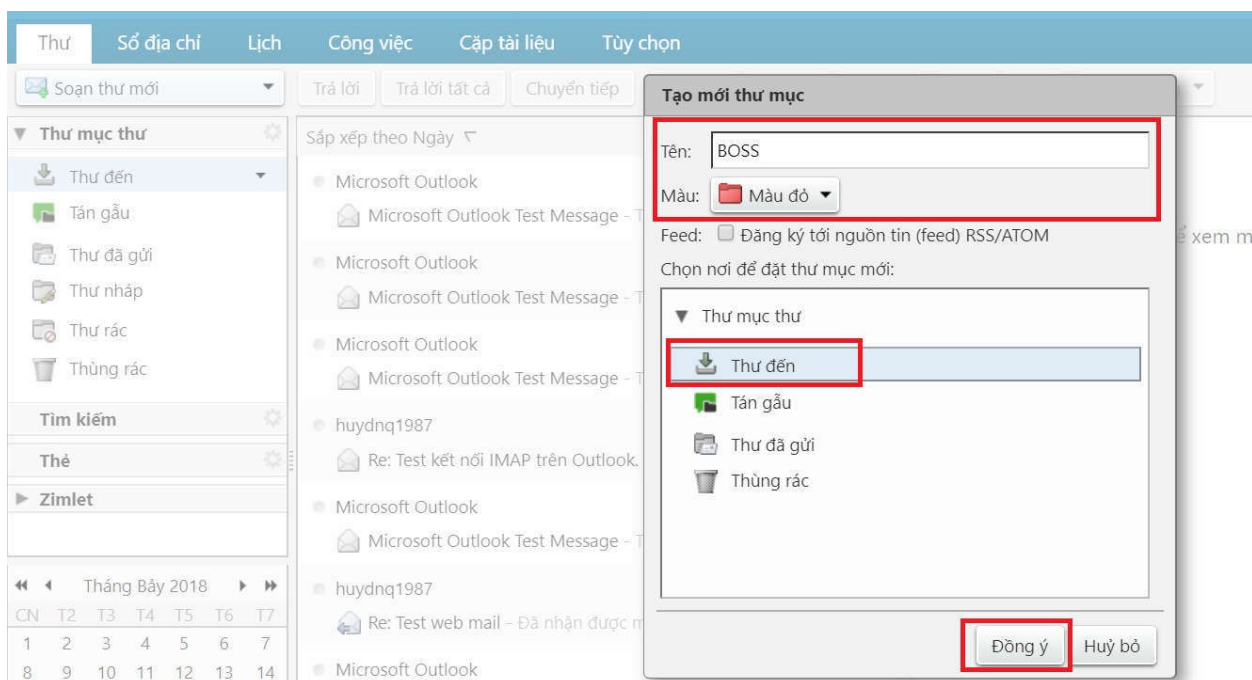 Thư Sổ địa chỉ Lịch Công việc Cặp tài liệu Tùy chọn
Soạn thư mới
Trả lời Trả lời tất cả Chuyển tiếp
Thư mục thư
Thư đến
Tán gẫu
Thư đã gửi
Thư nháp
Thư rác
Thùng rác
Tìm kiếm
Thẻ
Zimlet
Tháng Bảy 2018
CN T2 T3 T4 T5 T6 T7
1 2 3 4 5 6 7
8 9 10 11 12 13 14
Sắp xếp theo Ngày
Microsoft Outlook
Microsoft Outlook Test Message - T
Microsoft Outlook
Microsoft Outlook Test Message - T
Microsoft Outlook
Microsoft Outlook Test Message - T
huydnq1987
Re: Test kết nối IMAP trên Outlook.
Microsoft Outlook
Microsoft Outlook Test Message - T
huydnq1987
Re: Test web mail - Đã nhận được m
Microsoft Outlook
Tạo mới thư mục
Tên: BOSS
Màu: Màu đỏ
Feed: Đăng ký tới nguồn tin (feed) RSS/ATOM
Chọn nơi để đặt thư mục mới:
Thư mục thư
Thư đến
Tán gẫu
Thư đã gửi
Thùng rác
Đồng ý Huỷ bỏ
xem m